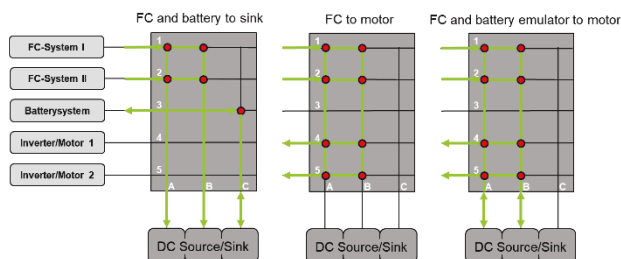 FC and battery to sink
FC to motor
FC and battery emulator to motor
FC-System I
FC-System II
Batterysystem
Inverter/Motor 1
Inverter/Motor 2
1
2
3
4
5
A B C
DC Source/Sink
1
2
3
4
5
A B C
DC Source/Sink
1
2
3
4
5
A B C
DC Source/Sink